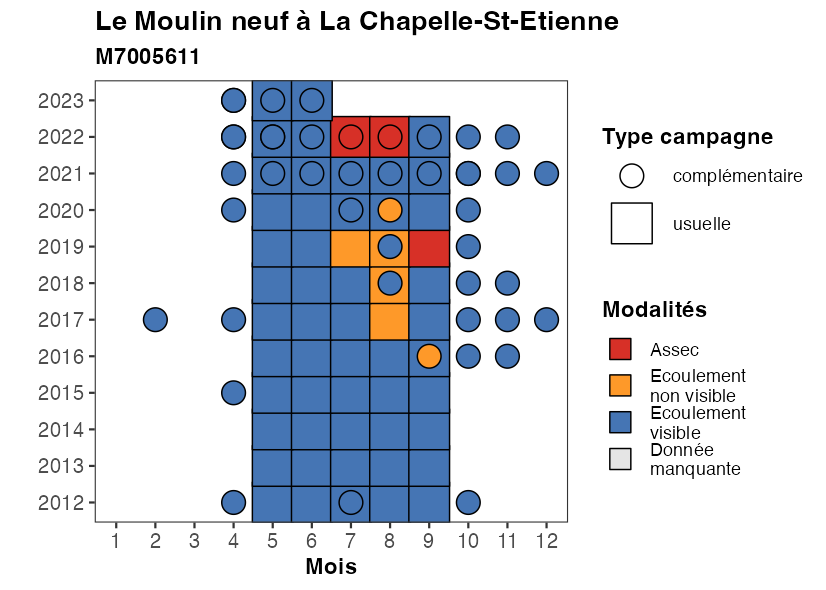 Le Moulin neuf à La Chapelle-St-Etienne
M7005611
2023
2022
2021
2020
2019
2018
2017
2016
2015
2014
2013
2012
1 2 3 4 5 6 7 8 9 10 11 12
Mois
Type campagne
complémentaire
usuelle
Modalités
Assec
Ecoulement
non visible
Ecoulement
visible
Donnée
manquante